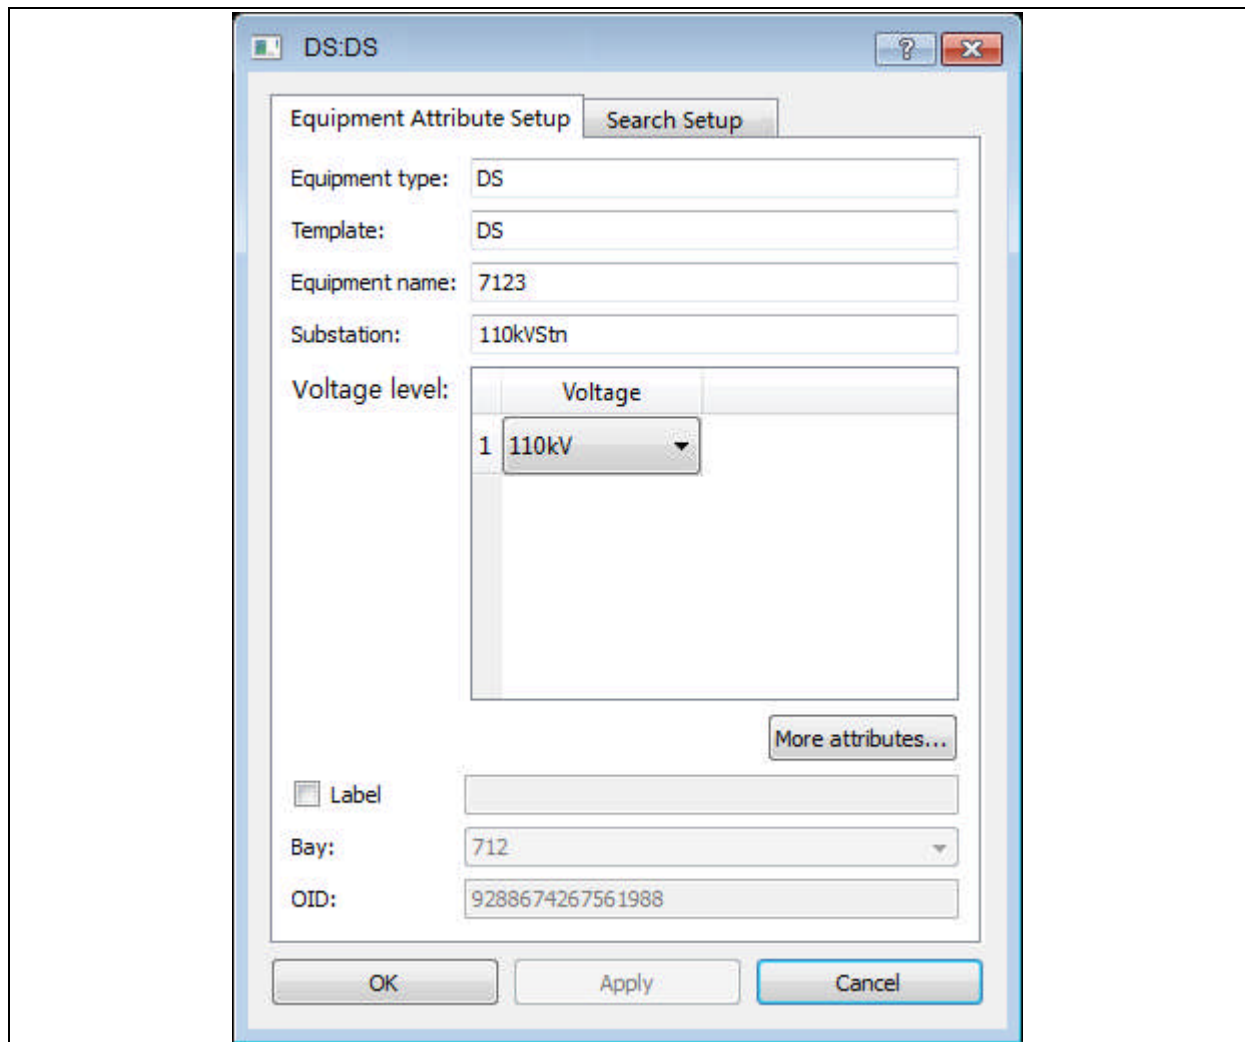 DS:DS
Equipment Attribute Setup Search Setup
Equipment type: DS
Template: DS
Equipment name: 7123
Substation: 110kVStn
Voltage level: Voltage
1 110kV
More attributes...
Label
Bay: 712
OID: 9288674267561988
OK Apply Cancel